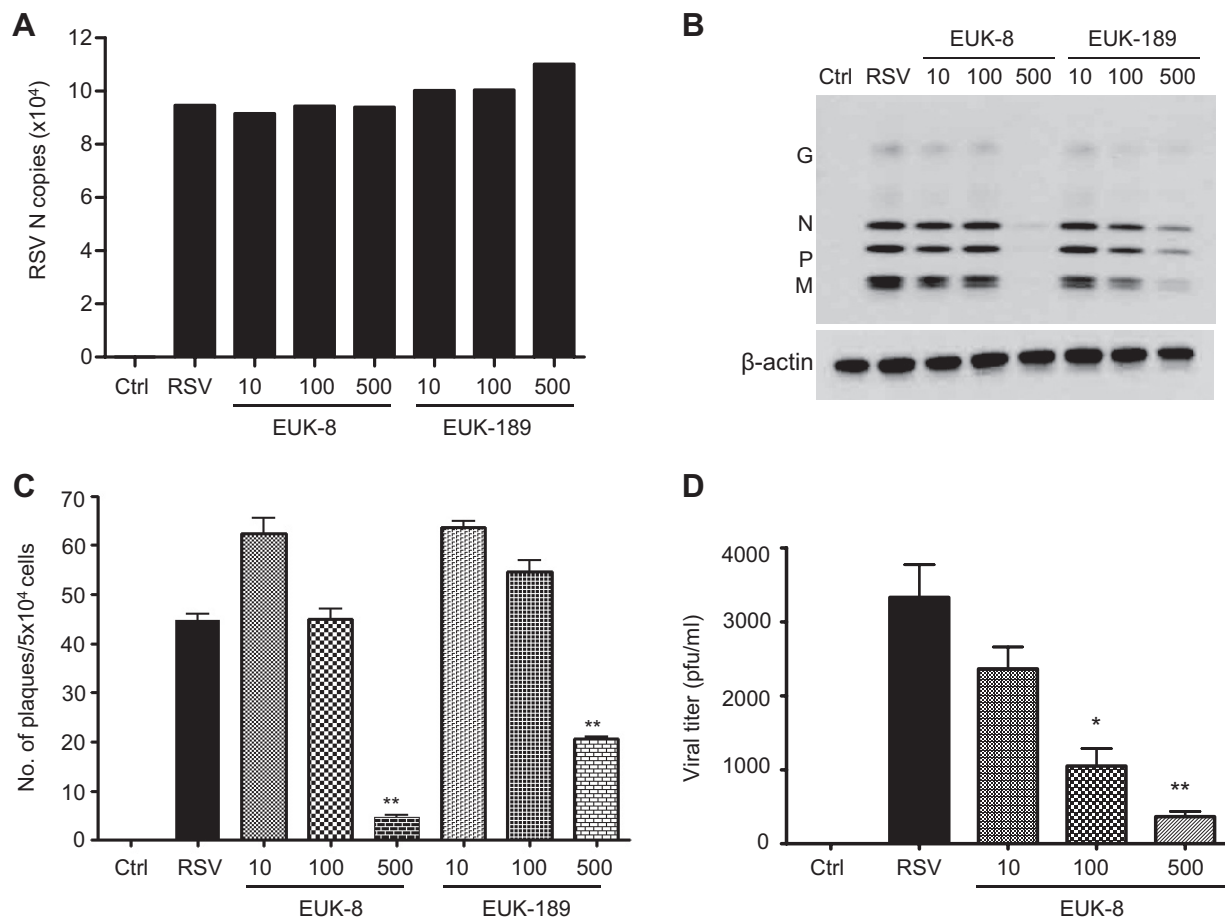 A
12
10
8
6
4
2
0
RSV N copies (x10⁴)
Ctrl RSV 10 100 500 10 100 500
EUK-8 EUK-189
B
EUK-8 EUK-189
Ctrl RSV 10 100 500 10 100 500
G
N
P
M
β-actin
C
70
60
50
40
30
20
10
0
No. of plaques/5x10⁴ cells
** **
Ctrl RSV 10 100 500 10 100 500
EUK-8 EUK-189
D
4000
3000
2000
1000
0
Viral titer (pfu/ml)
* **
Ctrl RSV 10 100 500
EUK-8